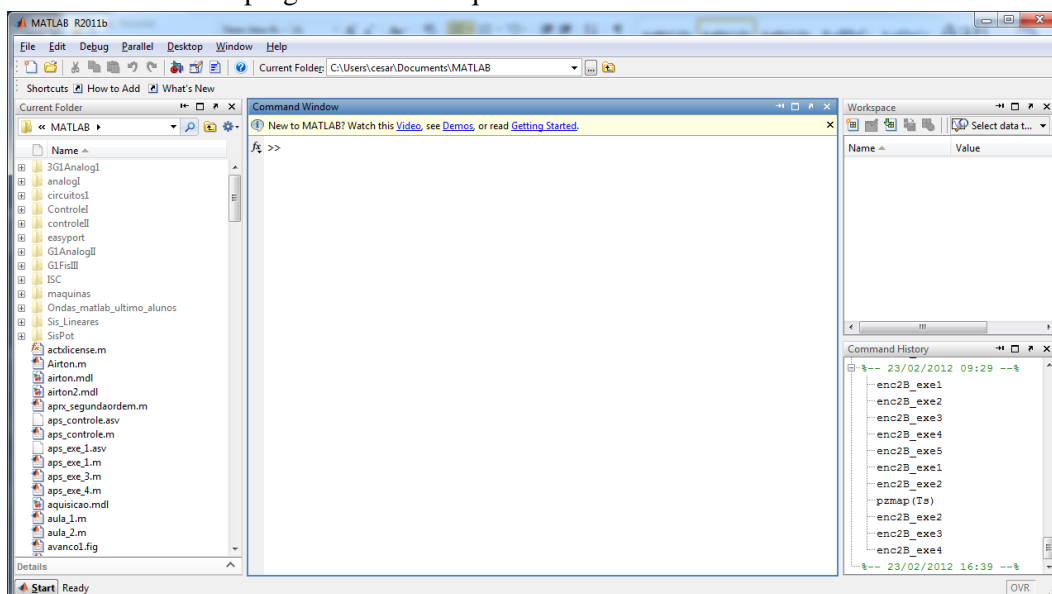 MATLAB R2011b
File Edit Debug Parallel Desktop Window Help
Current Folder: C:\Users\cesar\Documents\MATLAB
Shortcuts How to Add What's New
Current Folder
« MATLAB
Name
3G1Analog1
analogI
circuitos1
ControleI
controleII
easyport
G1AnalogII
G1FisIII
ISC
maquinas
Ondas_matlab_ultimo_alunos
Sis_Lineares
SisPot
actxlicense.m
Airton.m
airton.mdl
airton2.mdl
aprx_segundaordem.m
aps_controle.asv
aps_controle.m
aps_exe_1.asv
aps_exe_1.m
aps_exe_3.m
aps_exe_4.m
aquisicao.mdl
aula_1.m
aula_2.m
avanco1.fig
Details
Command Window
New to MATLAB? Watch this Video, see Demos, or read Getting Started.
fx >>
Workspace
Select data t...
Name Value
Command History
%-- 23/02/2012 09:29 --%
enc2B_exe1
enc2B_exe2
enc2B_exe3
enc2B_exe4
enc2B_exe5
enc2B_exe1
enc2B_exe2
pzmap(Ts)
enc2B_exe2
enc2B_exe3
enc2B_exe4
%-- 23/02/2012 16:39 --%
Start Ready
OVR